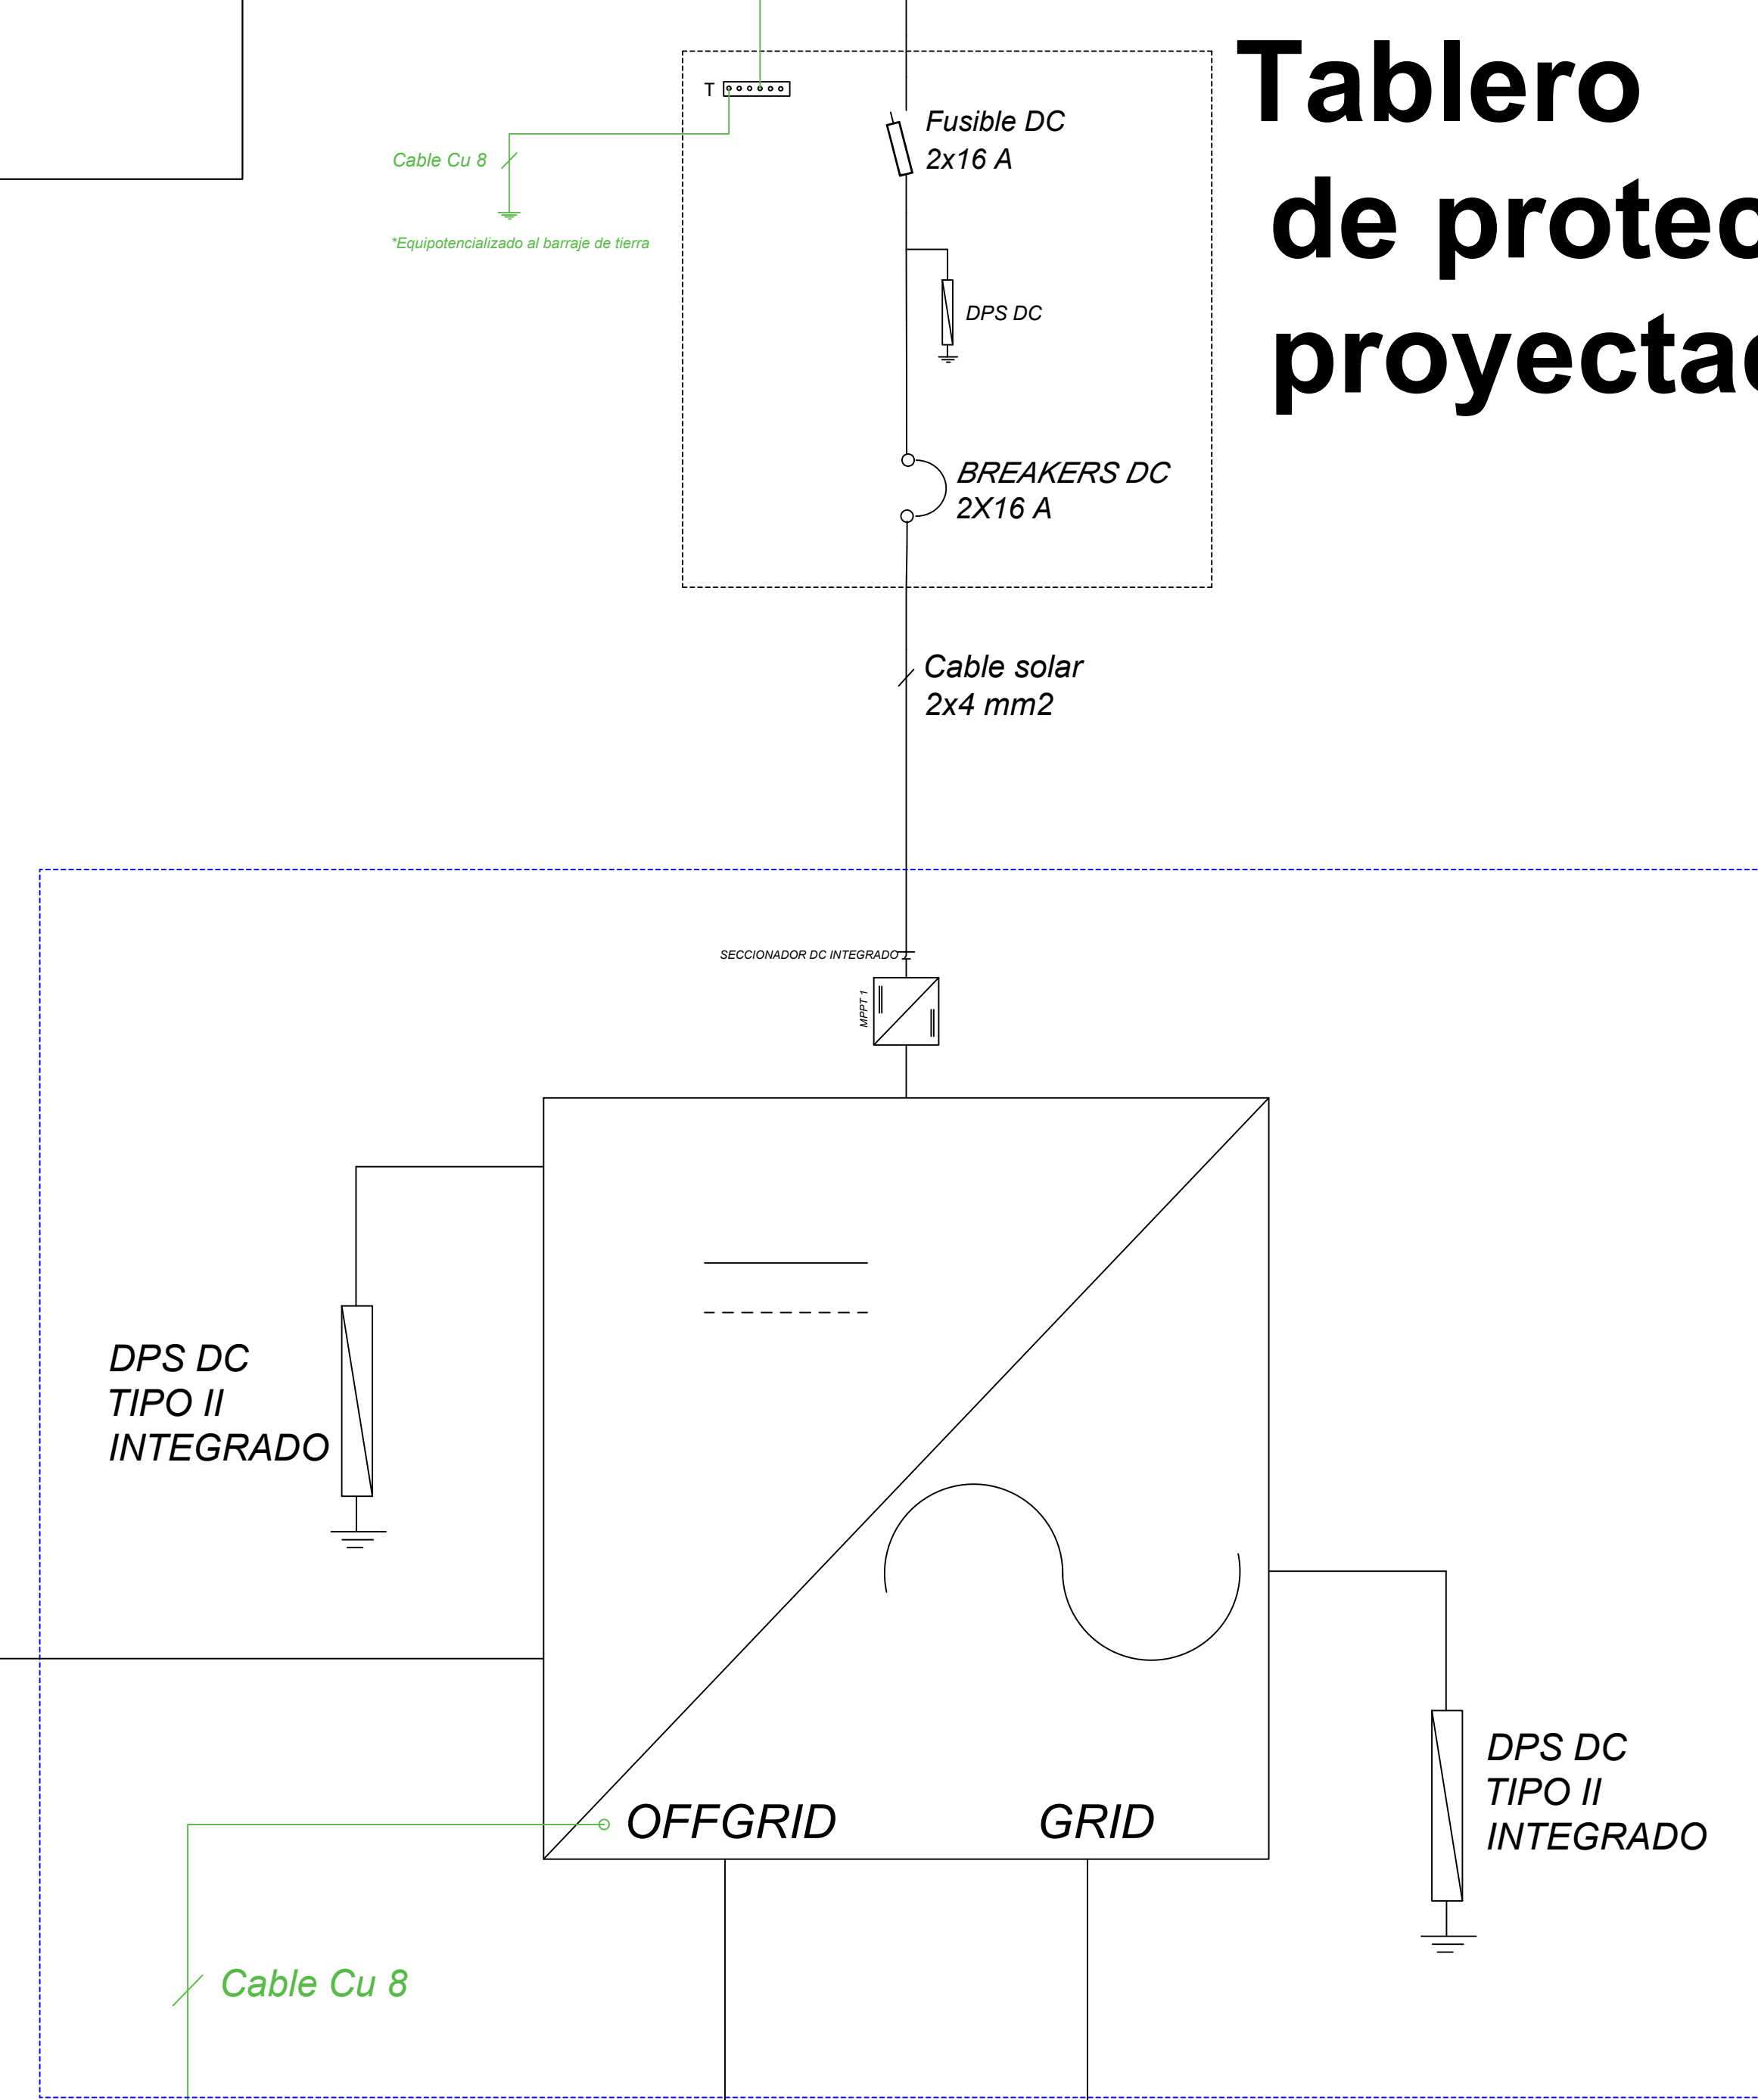 Tablero
de protec
proyectad
T
Fusible DC
2x16 A
Cable Cu 8
*Equipotencializado al barraje de tierra
DPS DC
BREAKERS DC
2X16 A
Cable solar
2x4 mm2
SECCIONADOR DC INTEGRADO
MPPT 1
DPS DC
TIPO II
INTEGRADO
DPS DC
TIPO II
INTEGRADO
OFFGRID
GRID
Cable Cu 8